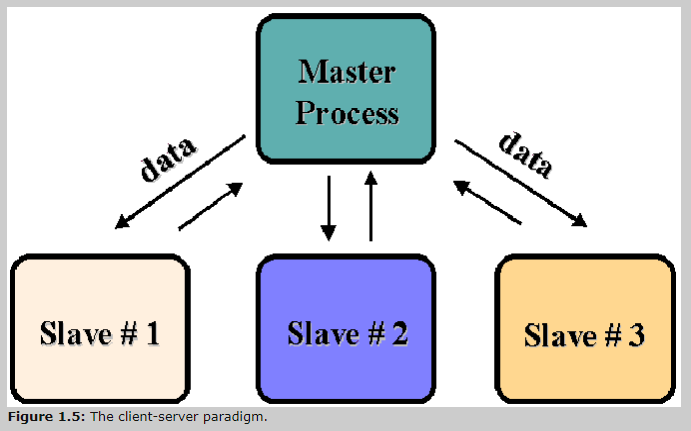 Master
Process
data
data
Slave # 1
Slave # 2
Slave # 3
Figure 1.5: The client-server paradigm.